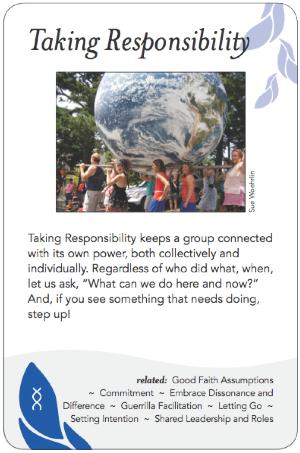 Taking Responsibility
Sue Woehrlin
Taking Responsibility keeps a group connected
with its own power, both collectively and
individually. Regardless of who did what, when,
let us ask, “What can we do here and now?”
And, if you see something that needs doing,
step up!
related: Good Faith Assumptions
~ Commitment ~ Embrace Dissonance and
Difference ~ Guerrilla Facilitation ~ Letting Go ~
Setting Intention ~ Shared Leadership and Roles